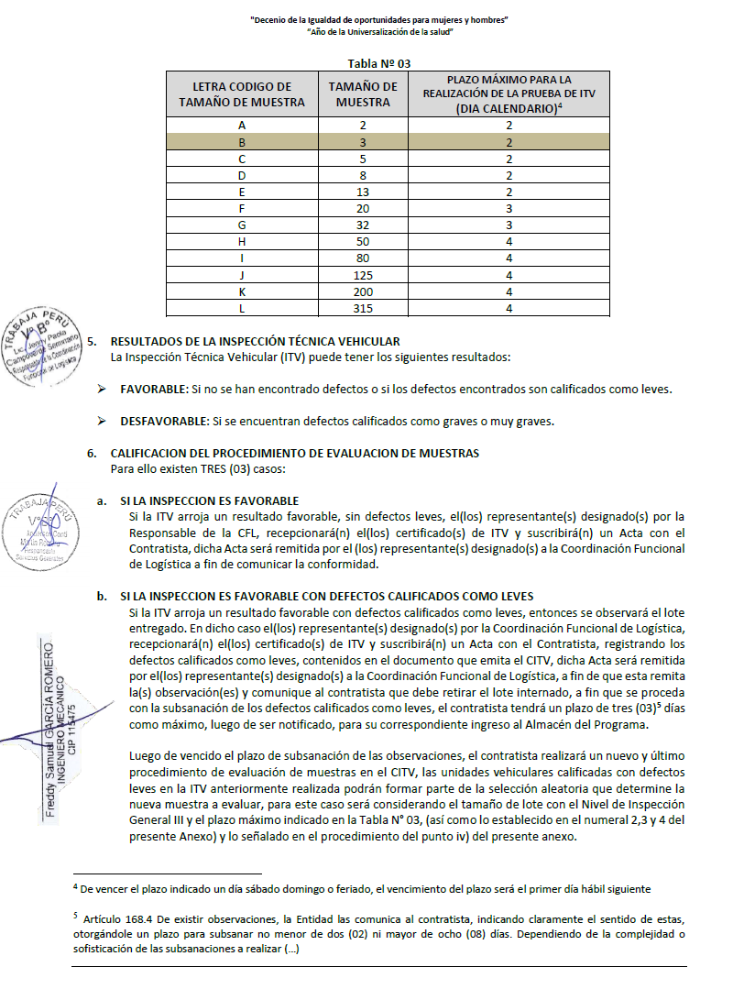 "Decenio de la Igualdad de oportunidades para mujeres y hombres"
"Año de la Universalización de la salud"
Tabla Nº 03
LETRA CODIGO DE TAMAÑO DE MUESTRA | TAMAÑO DE MUESTRA | PLAZO MÁXIMO PARA LA REALIZACIÓN DE LA PRUEBA DE ITV (DIA CALENDARIO)4
A 2 2
B 3 2
C 5 2
D 8 2
E 13 2
F 20 3
G 32 3
H 50 4
I 80 4
J 125 4
K 200 4
L 315 4
TRABAJA PERÚ
VºBº
Lic. Jenny Paola
Responsable de la Coordinación
Funcional de Logística
5. RESULTADOS DE LA INSPECCIÓN TÉCNICA VEHICULAR
La Inspección Técnica Vehicular (ITV) puede tener los siguientes resultados:
➢ FAVORABLE: Si no se han encontrado defectos o si los defectos encontrados son calificados como leves.
➢ DESFAVORABLE: Si se encuentran defectos calificados como graves o muy graves.
6. CALIFICACION DEL PROCEDIMIENTO DE EVALUACION DE MUESTRAS
Para ello existen TRES (03) casos:
a. SI LA INSPECCION ES FAVORABLE
Si la ITV arroja un resultado favorable, sin defectos leves, el(los) representante(s) designado(s) por la
Responsable de la CFL, recepcionará(n) el(los) certificado(s) de ITV y suscribirá(n) un Acta con el
Contratista, dicha Acta será remitida por el (los) representante(s) designado(s) a la Coordinación Funcional
de Logística a fin de comunicar la conformidad.
TRABAJA PERÚ
Servicios Generales
b. SI LA INSPECCION ES FAVORABLE CON DEFECTOS CALIFICADOS COMO LEVES
Si la ITV arroja un resultado favorable con defectos calificados como leves, entonces se observará el lote
entregado. En dicho caso el(los) representante(s) designado(s) por la Coordinación Funcional de Logística,
recepcionará(n) el(los) certificado(s) de ITV y suscribirá(n) un Acta con el Contratista, registrando los
defectos calificados como leves, contenidos en el documento que emita el CITV, dicha Acta será remitida
por el(los) representante(s) designado(s) a la Coordinación Funcional de Logística, a fin de que esta remita
la(s) observación(es) y comunique al contratista que debe retirar el lote internado, a fin que se proceda
con la subsanación de los defectos calificados como leves, el contratista tendrá un plazo de tres (03)5 días
como máximo, luego de ser notificado, para su correspondiente ingreso al Almacén del Programa.
Luego de vencido el plazo de subsanación de las observaciones, el contratista realizará un nuevo y último
procedimiento de evaluación de muestras en el CITV, las unidades vehiculares calificadas con defectos
leves en la ITV anteriormente realizada podrán formar parte de la selección aleatoria que determine la
nueva muestra a evaluar, para este caso será considerando el tamaño de lote con el Nivel de Inspección
General III y el plazo máximo indicado en la Tabla N° 03, (así como lo establecido en el numeral 2,3 y 4 del
presente Anexo) y lo señalado en el procedimiento del punto iv) del presente anexo.
Freddy Samuel GARCÍA ROMERO
INGENIERO MECÁNICO
CIP 115475
4 De vencer el plazo indicado un día sábado domingo o feriado, el vencimiento del plazo será el primer día hábil siguiente
5 Artículo 168.4 De existir observaciones, la Entidad las comunica al contratista, indicando claramente el sentido de estas,
otorgándole un plazo para subsanar no menor de dos (02) ni mayor de ocho (08) días. Dependiendo de la complejidad o
sofisticación de las subsanaciones a realizar (...)